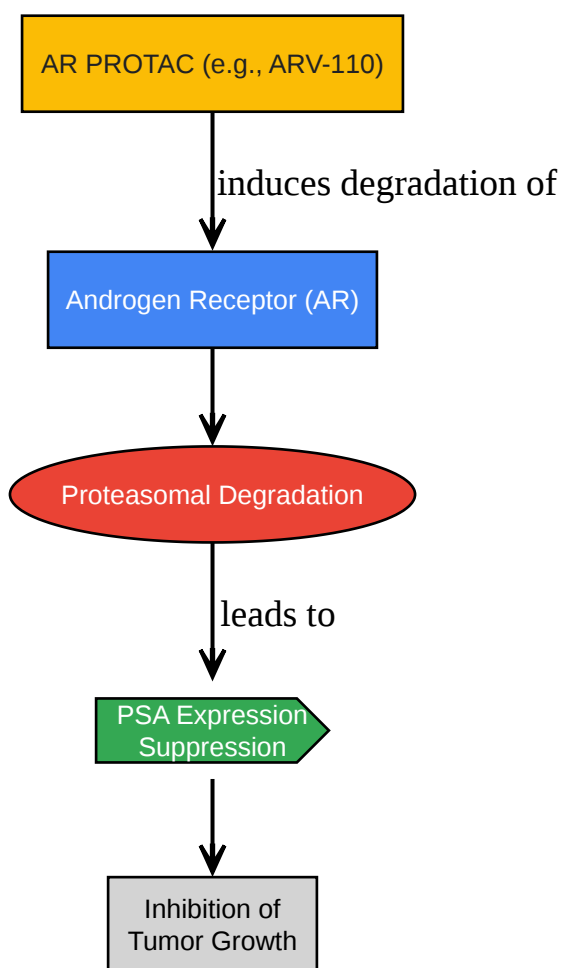 AR PROTAC (e.g., ARV-110)
induces degradation of
Androgen Receptor (AR)
Proteasomal Degradation
leads to
PSA Expression
Suppression
Inhibition of
Tumor Growth